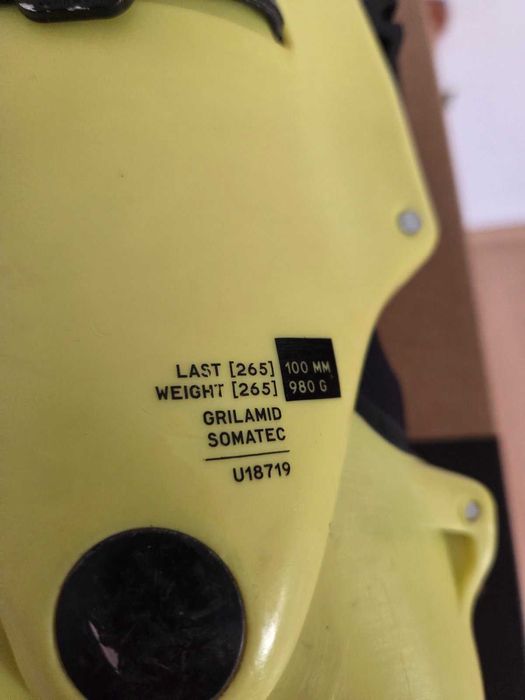 LAST [265] 100 MM
WEIGHT [265] 980 G
GRILAMID
SOMATEC
U18719